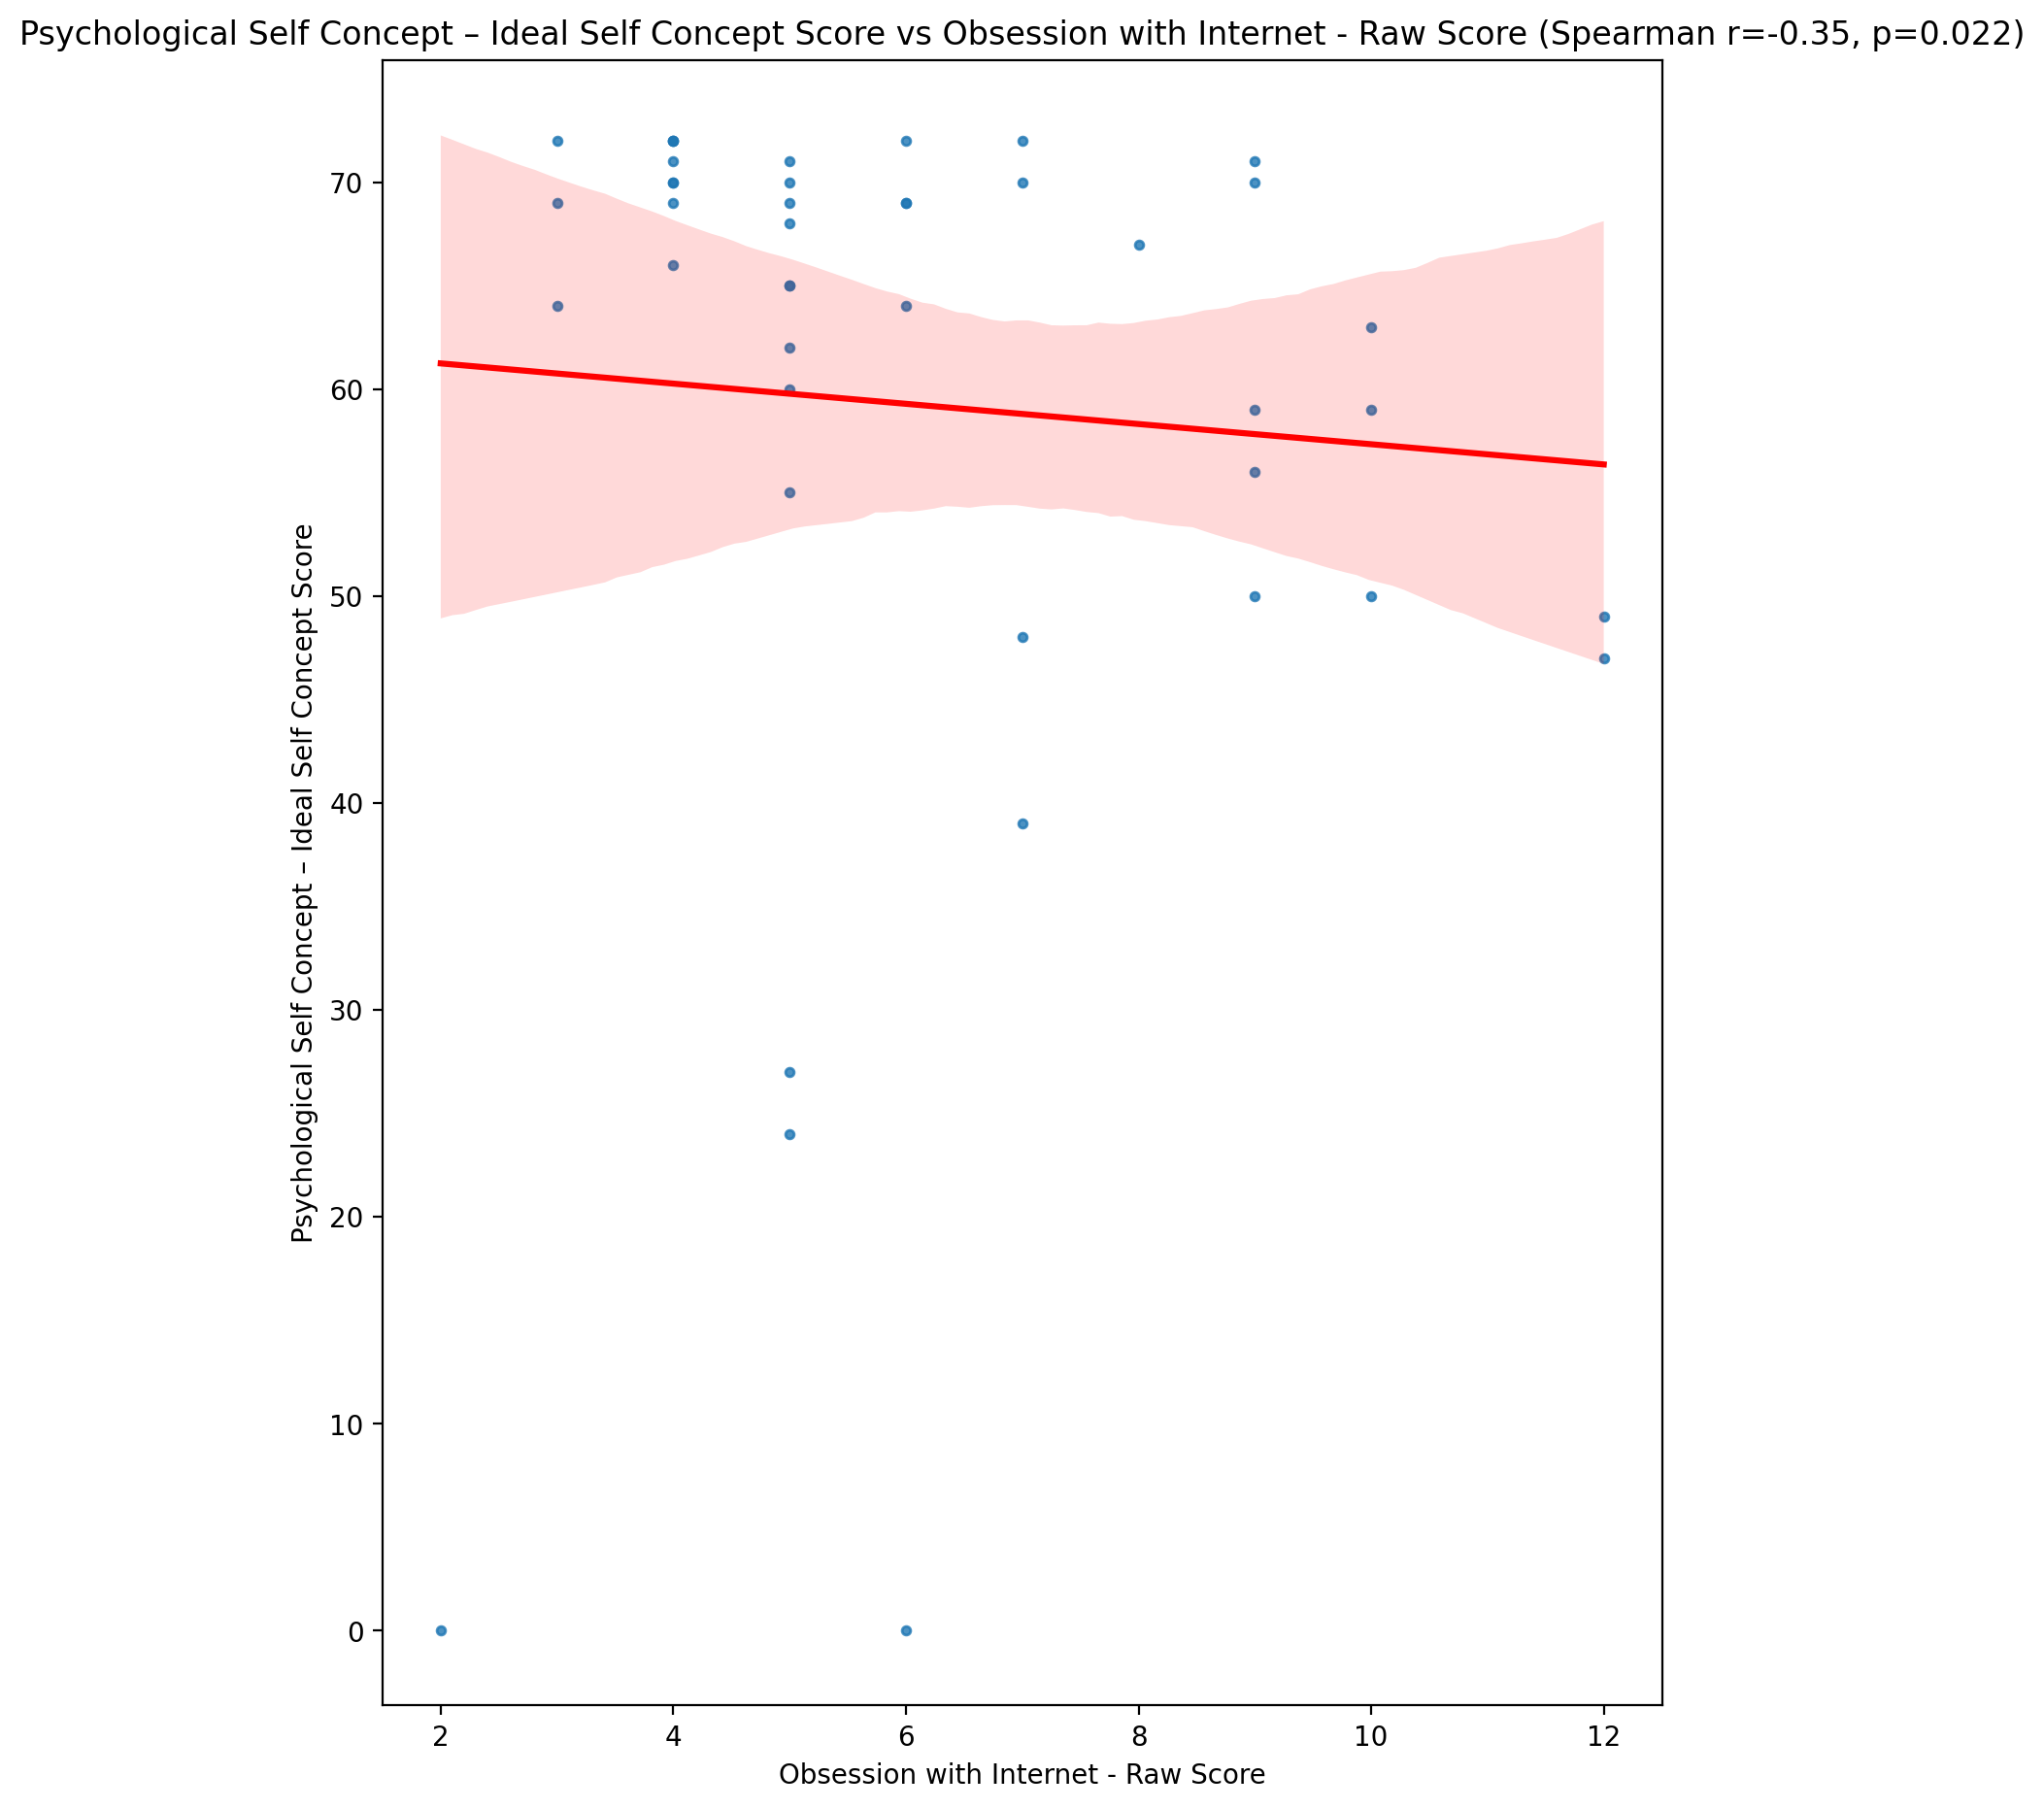 Psychological Self Concept – Ideal Self Concept Score vs Obsession with Internet - Raw Score (Spearman r=-0.35, p=0.022)
Psychological Self Concept – Ideal Self Concept Score
70
60
50
40
30
20
10
0
2 4 6 8 10 12
Obsession with Internet - Raw Score